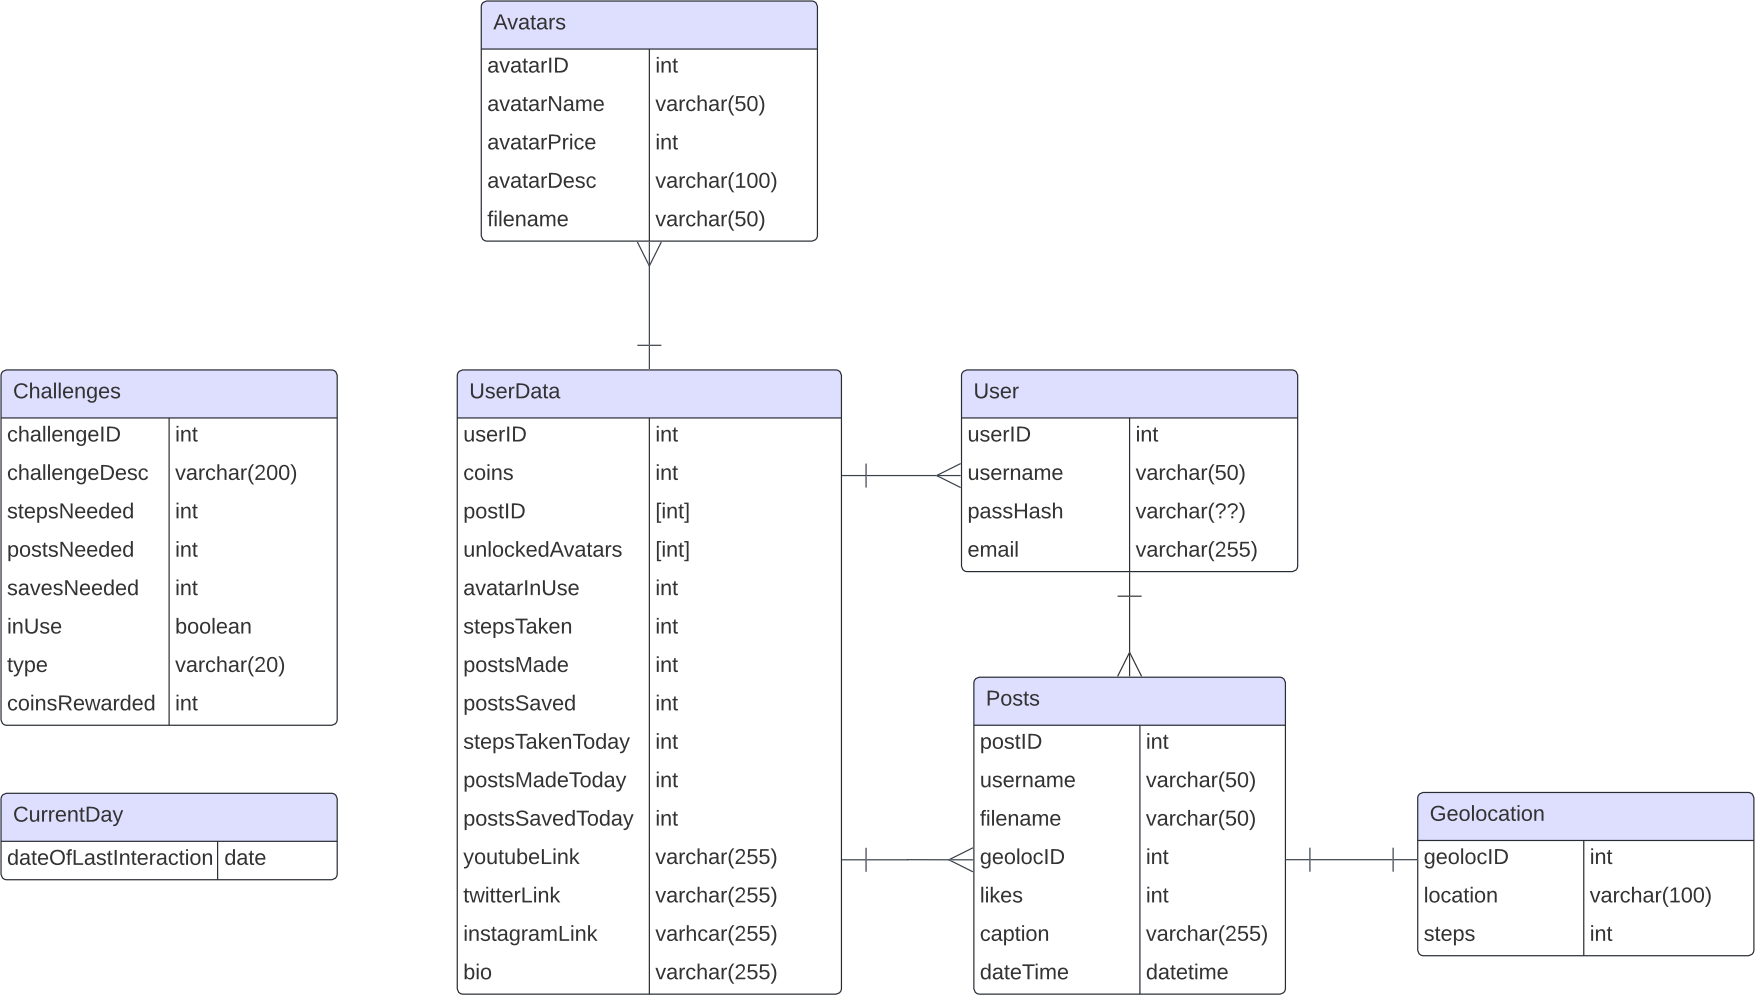 Avatars
avatarID int
avatarName varchar(50)
avatarPrice int
avatarDesc varchar(100)
filename varchar(50)
Challenges
challengeID int
challengeDesc varchar(200)
stepsNeeded int
postsNeeded int
savesNeeded int
inUse boolean
type varchar(20)
coinsRewarded int
CurrentDay
dateOfLastInteraction date
UserData
userID int
coins int
postID [int]
unlockedAvatars [int]
avatarInUse int
stepsTaken int
postsMade int
postsSaved int
stepsTakenToday int
postsMadeToday int
postsSavedToday int
youtubeLink varchar(255)
twitterLink varchar(255)
instagramLink varhcar(255)
bio varchar(255)
User
userID int
username varchar(50)
passHash varchar(??)
email varchar(255)
Posts
postID int
username varchar(50)
filename varchar(50)
geolocID int
likes int
caption varchar(255)
dateTime datetime
Geolocation
geolocID int
location varchar(100)
steps int